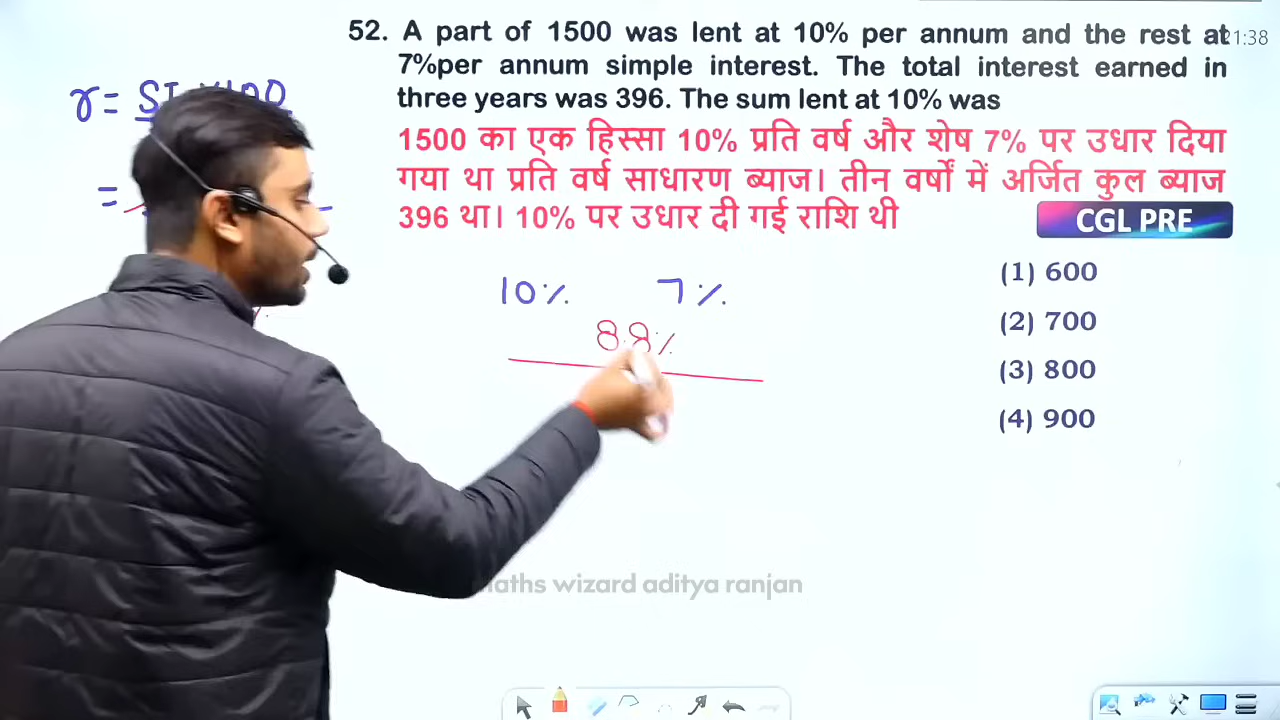 52. A part of 1500 was lent at 10% per annum and the rest at
21:38
7%per annum simple interest. The total interest earned in
three years was 396. The sum lent at 10% was
1500 का एक हिस्सा 10% प्रति वर्ष और शेष 7% पर उधार दिया
गया था प्रति वर्ष साधारण ब्याज। तीन वर्षों में अर्जित कुल ब्याज
396 था। 10% पर उधार दी गई राशि थी
CGL PRE
r = SI ×100
=
10% 7%
8.8%
(1) 600
(2) 700
(3) 800
(4) 900
maths wizard aditya ranjan